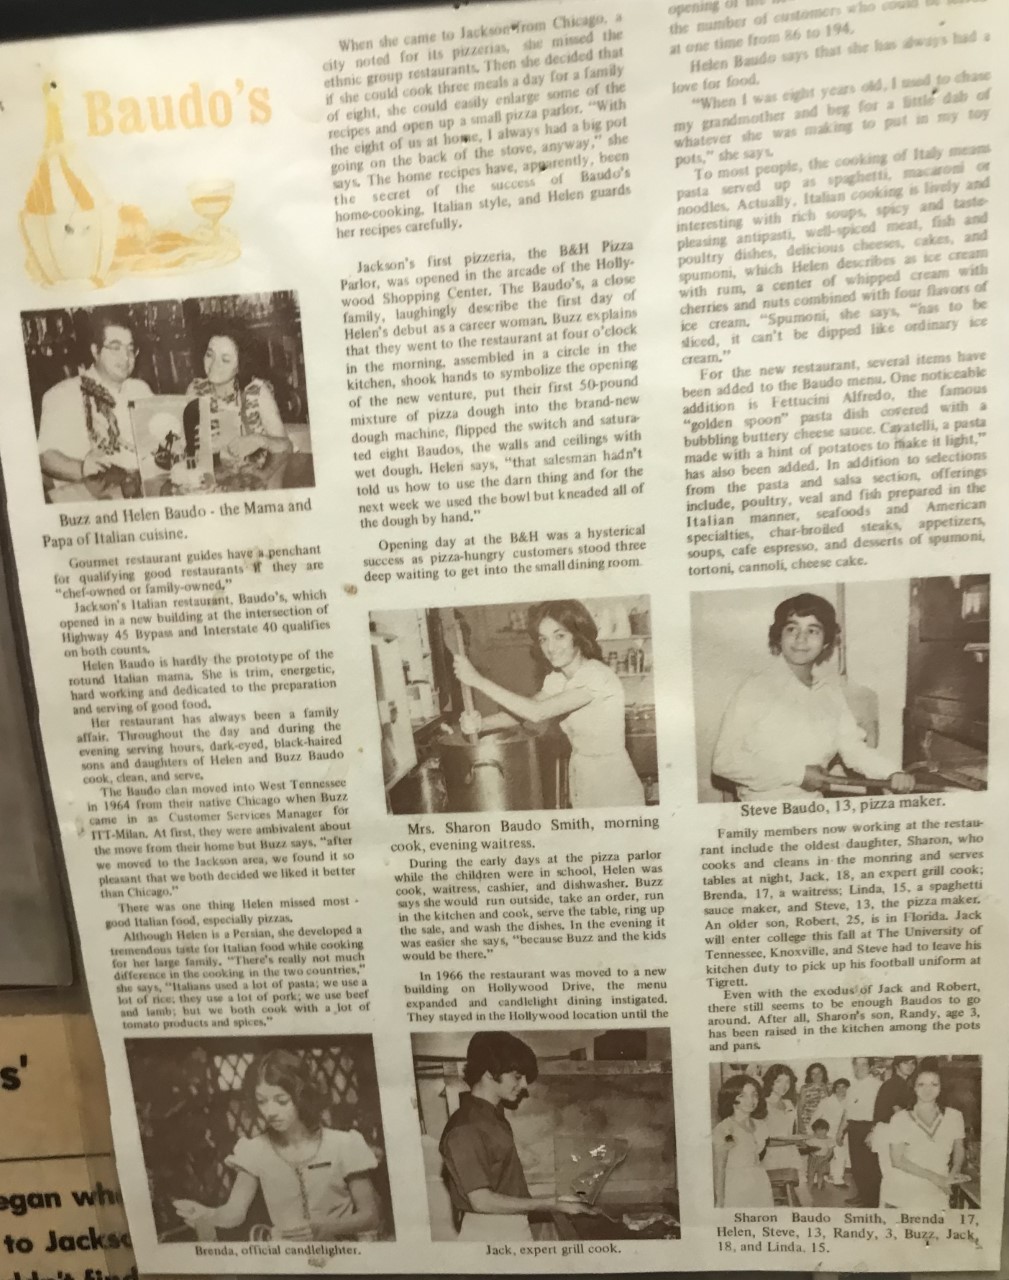 Baudo's
Buzz and Helen Baudo - the Mama and
Papa of Italian cuisine.
Gourmet restaurant guides have a penchant
for qualifying good restaurants if they are
"chef-owned or family-owned."
Jackson's Italian restaurant, Baudo's, which
opened in a new building at the intersection of
Highway 45 Bypass and Interstate 40 qualifies
on both counts.
Helen Baudo is hardly the prototype of the
rotund Italian mama. She is trim, energetic,
hard working and dedicated to the preparation
and serving of good food.
Her restaurant has always been a family
affair. Throughout the day and during the
evening serving hours, dark-eyed, black-haired
sons and daughters of Helen and Buzz Baudo
cook, clean, and serve.
The Baudo clan moved into West Tennessee
in 1964 from their native Chicago when Buzz
came in as Customer Services Manager for
ITT-Milan. At first, they were ambivalent about
the move from their home but Buzz says, "after
we moved to the Jackson area, we found it so
pleasant that we both decided we liked it better
than Chicago."
There was one thing Helen missed most -
good Italian food, especially pizzas.
Although Helen is a Persian, she developed a
tremendous taste for Italian food while cooking
for her large family. "There's really not much
difference in the cooking in the two countries,"
she says, "Italians used a lot of pasta; we use a
lot of rice; they use a lot of pork; we use beef
and lamb; but we both cook with a lot of
tomato products and spices."
Brenda, official candlelighter.
When she came to Jackson from Chicago, a
city noted for its pizzerias, she missed the
ethnic group restaurants. Then she decided that
if she could cook three meals a day for a family
of eight, she could easily enlarge some of the
recipes and open up a small pizza parlor. "With
the eight of us at home, I always had a big pot
going on the back of the stove, anyway," she
says. The home recipes have, apparently, been
the secret of the success of Baudo's
home-cooking, Italian style, and Helen guards
her recipes carefully.
Jackson's first pizzeria, the B&H Pizza
Parlor, was opened in the arcade of the Holly-
wood Shopping Center. The Baudo's, a close
family, laughingly describe the first day of
Helen's debut as a career woman. Buzz explains
that they went to the restaurant at four o'clock
in the morning, assembled in a circle in the
kitchen, shook hands to symbolize the opening
of the new venture, put their first 50-pound
mixture of pizza dough into the brand-new
dough machine, flipped the switch and satura-
ted eight Baudos, the walls and ceilings with
wet dough. Helen says, "that salesman hadn't
told us how to use the darn thing and for the
next week we used the bowl but kneaded all of
the dough by hand."
Opening day at the B&H was a hysterical
success as pizza-hungry customers stood three
deep waiting to get into the small dining room.
Mrs. Sharon Baudo Smith, morning
cook, evening waitress.
During the early days at the pizza parlor
while the children were in school, Helen was
cook, waitress, cashier, and dishwasher. Buzz
says she would run outside, take an order, run
in the kitchen and cook, serve the table, ring up
the sale, and wash the dishes. In the evening it
was easier she says, "because Buzz and the kids
would be there."
In 1966 the restaurant was moved to a new
building on Hollywood Drive, the menu
expanded and candlelight dining instigated.
They stayed in the Hollywood location until the
Jack, expert grill cook.
opening of the
the number of customers who could be served
at one time from 86 to 194.
Helen Baudo says that she has always had a
love for food.
"When I was eight years old, I used to chase
my grandmother and beg for a little dab of
whatever she was making to put in my toy
pots," she says.
To most people, the cooking of Italy means
pasta served up as spaghetti, macaroni or
noodles. Actually, Italian cooking is lively and
interesting with rich soups, spicy and taste-
pleasing antipasti, well-spiced meat, fish and
poultry dishes, delicious cheeses, cakes, and
spumoni, which Helen describes as ice cream
with rum, a center of whipped cream with
cherries and nuts combined with four flavors of
ice cream. "Spumoni, she says, "has to be
sliced, it can't be dipped like ordinary ice
cream."
For the new restaurant, several items have
been added to the Baudo menu. One noticeable
addition is Fettucini Alfredo, the famous
"golden spoon" pasta dish covered with a
bubbling buttery cheese sauce. Cavatelli, a pasta
made with a hint of potatoes to make it light,"
has also been added. In addition to selections
from the pasta and salsa section, offerings
include, poultry, veal and fish prepared in the
Italian manner, seafoods and American
specialties, char-broiled steaks, appetizers,
soups, cafe espresso, and desserts of spumoni,
tortoni, cannoli, cheese cake.
Steve Baudo, 13, pizza maker.
Family members now working at the restau-
rant include the oldest daughter, Sharon, who
cooks and cleans in the monring and serves
tables at night, Jack, 18, an expert grill cook;
Brenda, 17, a waitress; Linda, 15, a spaghetti
sauce maker, and Steve, 13, the pizza maker.
An older son, Robert, 25, is in Florida. Jack
will enter college this fall at The University of
Tennessee, Knoxville, and Steve had to leave his
kitchen duty to pick up his football uniform at
Tigrett.
Even with the exodus of Jack and Robert,
there still seems to be enough Baudos to go
around. After all, Sharon's son, Randy, age 3,
has been raised in the kitchen among the pots
and pans.
Sharon Baudo Smith, Brenda 17,
Helen, Steve, 13, Randy, 3, Buzz, Jack,
18, and Linda, 15.
s'
egan wh
to Jackso